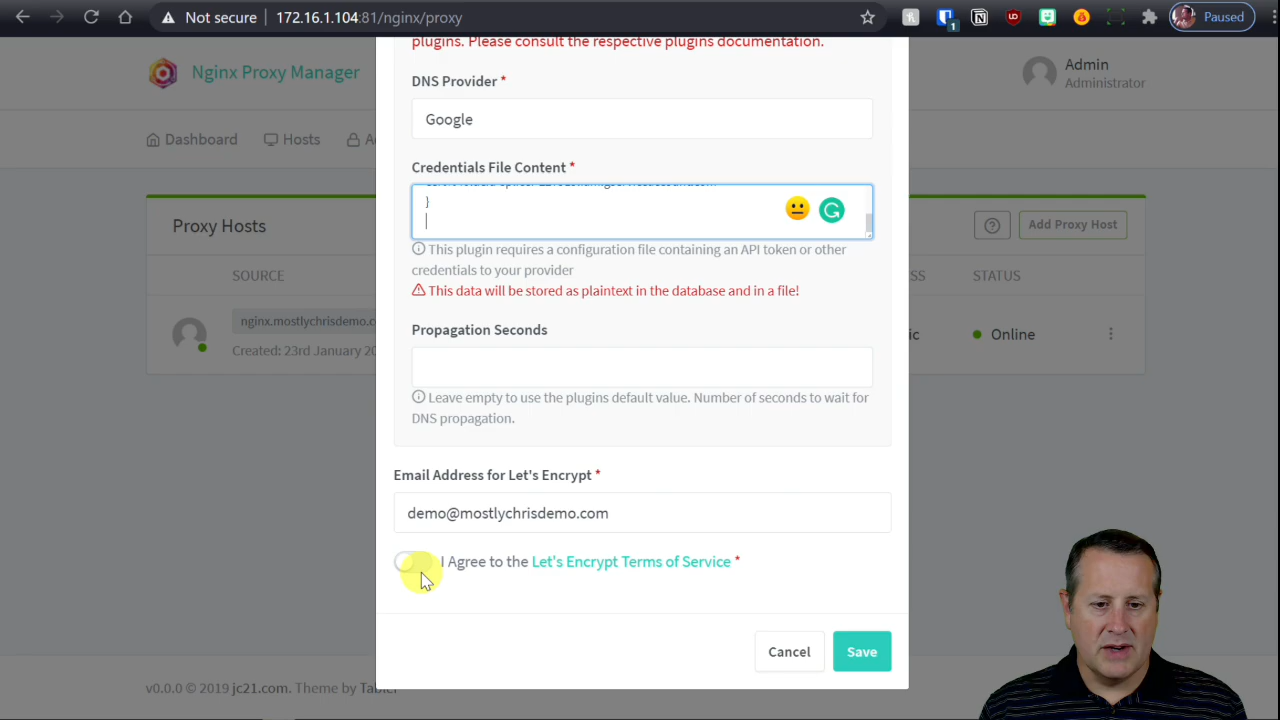 Not secure | 172.16.1.104:81/nginx/proxy
1
Paused
plugins. Please consult the respective plugins documentation.
Nginx Proxy Manager
Admin
Administrator
DNS Provider *
Google
Dashboard
Hosts
Credentials File Content *
}
Proxy Hosts
Add Proxy Host
This plugin requires a configuration file containing an API token or other
credentials to your provider
SOURCE
SS
STATUS
This data will be stored as plaintext in the database and in a file!
nginx.mostlychrisdemo.c
Created: 23rd January 20
ic
Online
Propagation Seconds
Leave empty to use the plugins default value. Number of seconds to wait for
DNS propagation.
Email Address for Let's Encrypt *
demo@mostlychrisdemo.com
I Agree to the Let's Encrypt Terms of Service *
Cancel
Save
v0.0.0 © 2019 jc21.com. Theme by Tabler